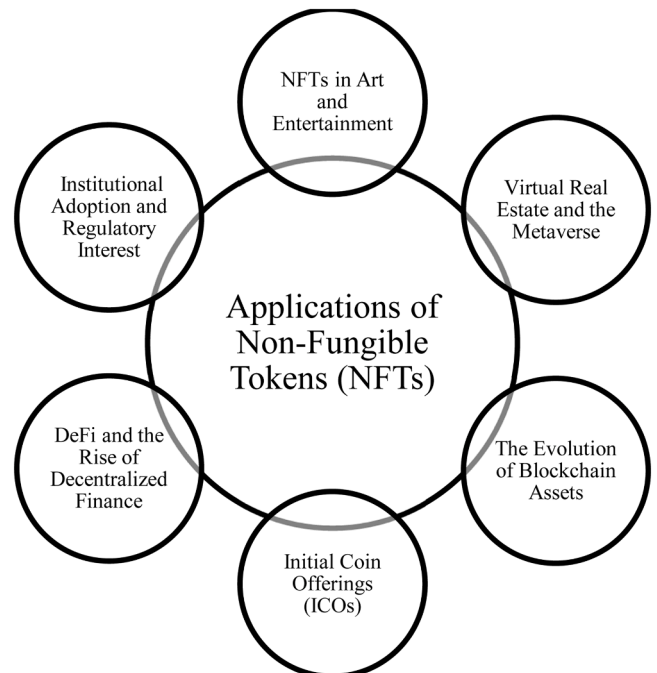 NFTs in Art
and
Entertainment
Virtual Real
Estate and the
Metaverse
The Evolution
of Blockchain
Assets
Initial Coin
Offerings
(ICOs)
DeFi and the
Rise of
Decentralized
Finance
Institutional
Adoption and
Regulatory
Interest
Applications of
Non-Fungible
Tokens (NFTs)